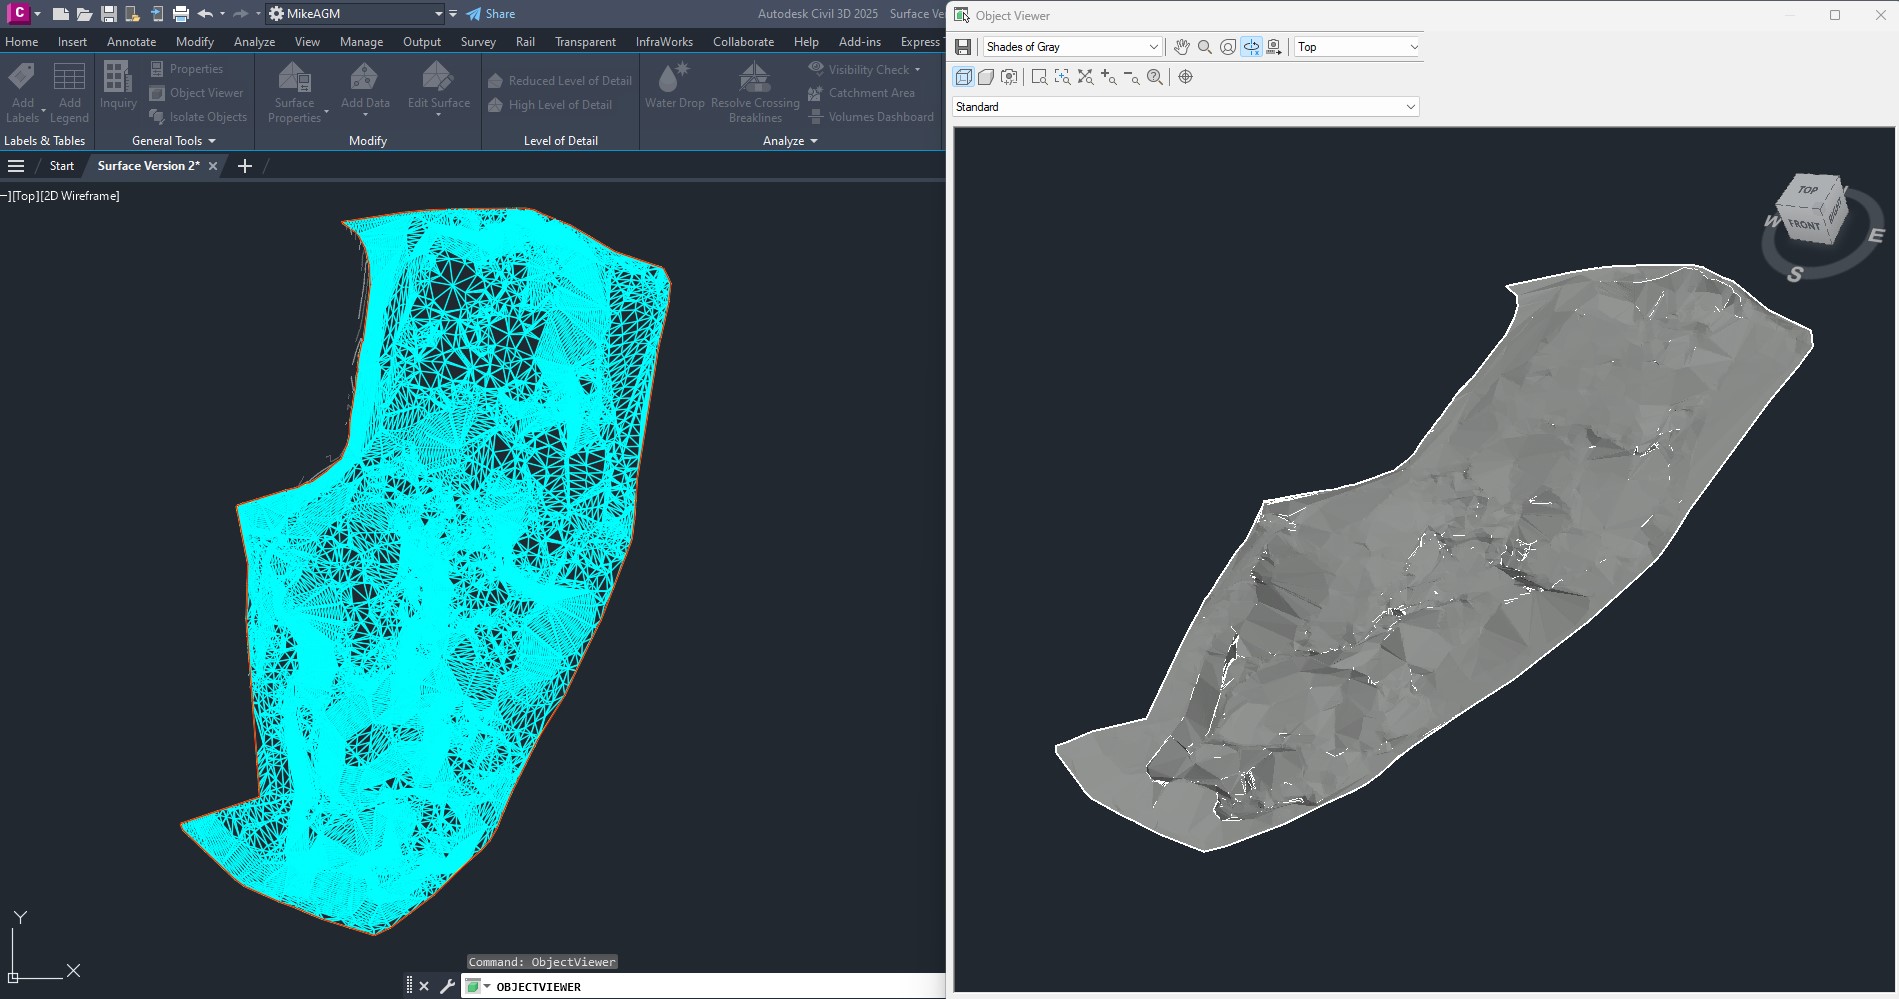 C
MikeAGM
Share
Autodesk Civil 3D 2025 Surface Ve
Home Insert Annotate Modify Analyze View Manage Output Survey Rail Transparent InfraWorks Collaborate Help Add-ins Express
Add Labels
Add Legend
Labels & Tables
Inquiry
Properties
Object Viewer
Isolate Objects
General Tools
Surface Properties
Add Data
Edit Surface
Modify
Reduced Level of Detail
High Level of Detail
Level of Detail
Water Drop
Resolve Crossing Breaklines
Visibility Check
Catchment Area
Volumes Dashboard
Analyze
Start
Surface Version 2*
−][Top][2D Wireframe]
Y
X
Command: ObjectViewer
OBJECTVIEWER
Object Viewer
Shades of Gray
Top
Standard
TOP
FRONT
RIGHT
W
E
S